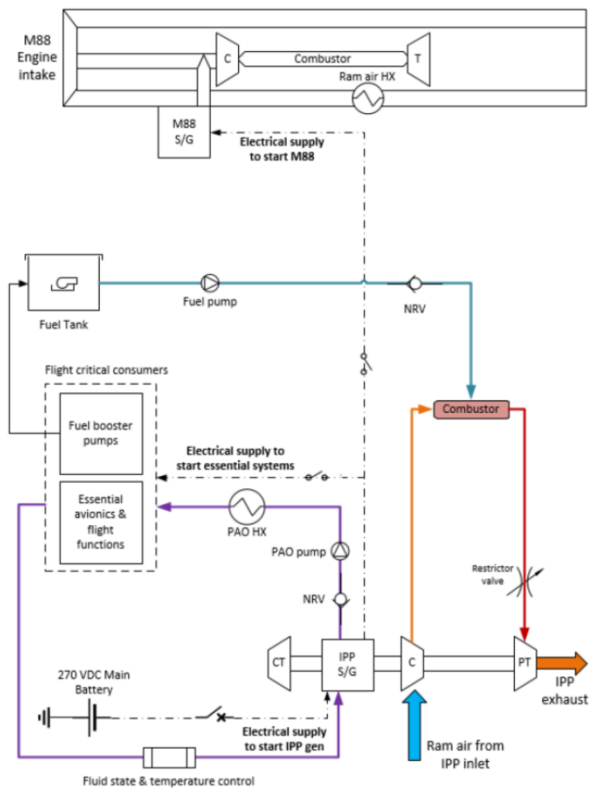 M88
Engine
intake
C
Combustor
T
Ram air HX
M88
S/G
Electrical supply
to start M88
Fuel pump
NRV
Fuel Tank
Flight critical consumers
Combustor
Fuel booster
pumps
Electrical supply to
start essential systems
Essential
avionics &
flight
functions
PAO HX
PAO pump
Restrictor
valve
NRV
CT
IPP
S/G
C
PT
IPP
exhaust
270 VDC Main
Battery
Electrical supply
to start IPP gen
Ram air from
IPP inlet
Fluid state & temperature control